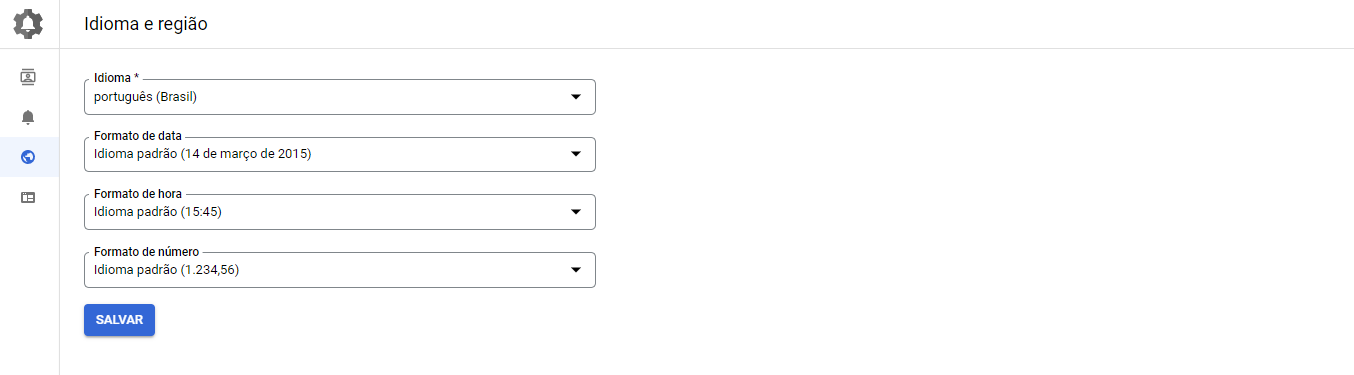 Idioma e região
Idioma *
português (Brasil)
Formato de data
Idioma padrão (14 de março de 2015)
Formato de hora
Idioma padrão (15:45)
Formato de número
Idioma padrão (1.234,56)
SALVAR